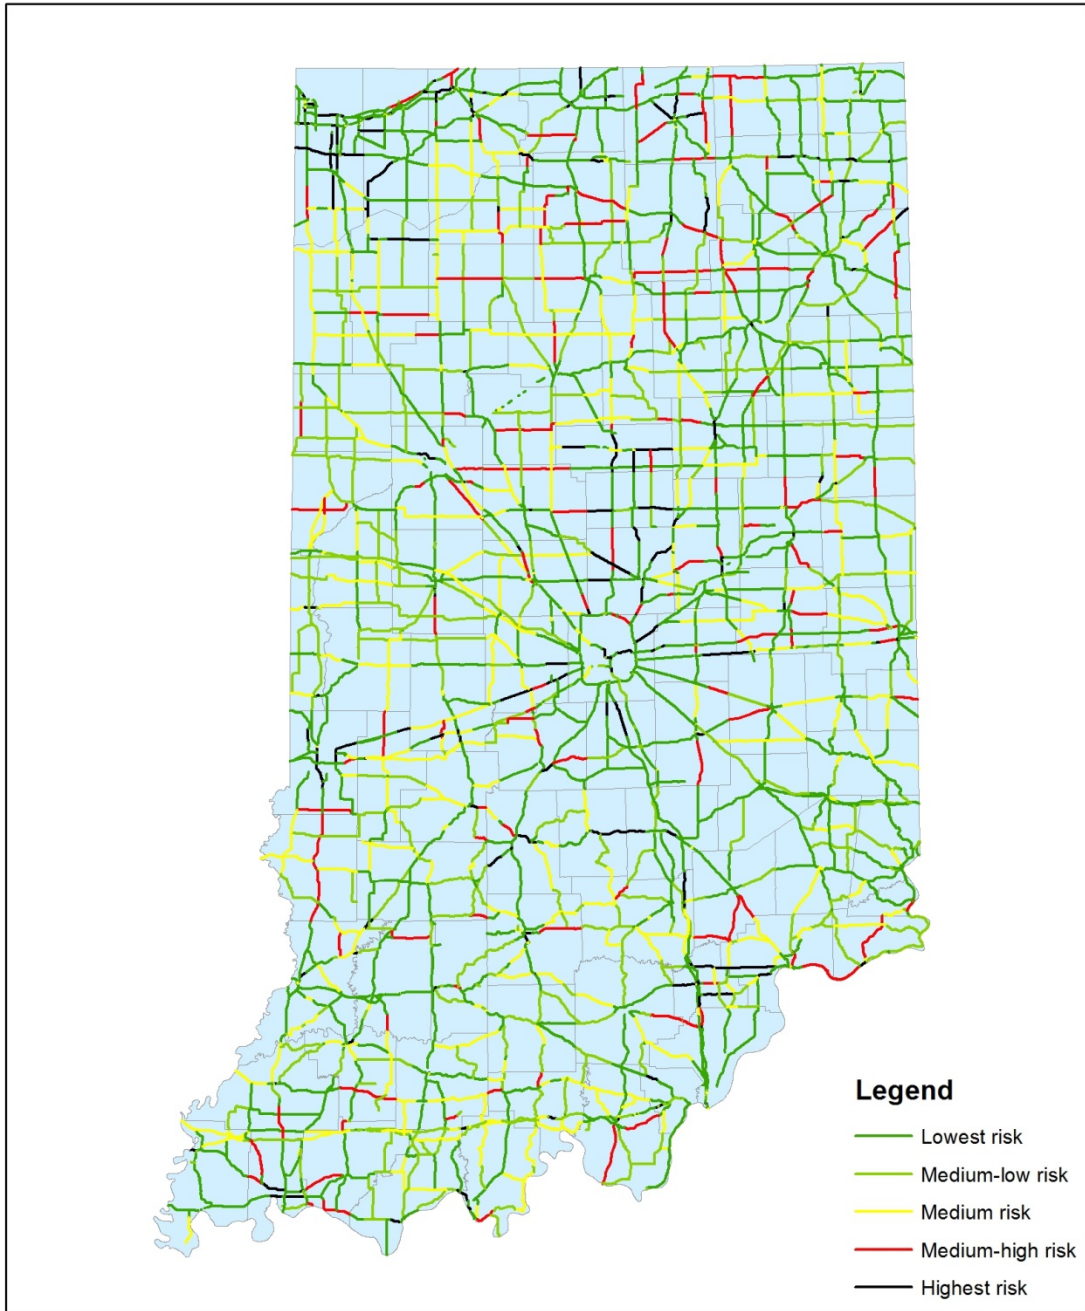 Legend
Lowest risk
Medium-low risk
Medium risk
Medium-high risk
Highest risk